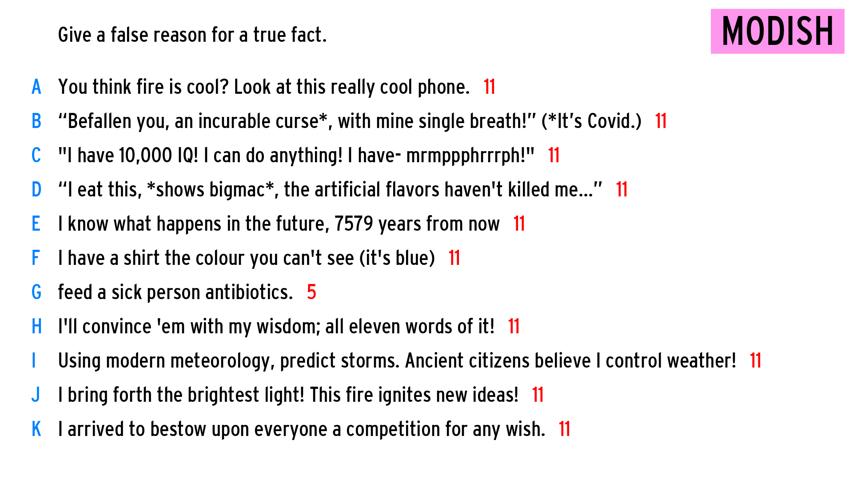 Give a false reason for a true fact.
MODISH
A You think fire is cool? Look at this really cool phone. 11
B “Befallen you, an incurable curse*, with mine single breath!” (*It’s Covid.) 11
C "I have 10,000 IQ! I can do anything! I have- mrmppphrrrph!" 11
D “I eat this, *shows bigmac*, the artificial flavors haven't killed me...” 11
E I know what happens in the future, 7579 years from now 11
F I have a shirt the colour you can't see (it's blue) 11
G feed a sick person antibiotics. 5
H I'll convince 'em with my wisdom; all eleven words of it! 11
I Using modern meteorology, predict storms. Ancient citizens believe I control weather! 11
J I bring forth the brightest light! This fire ignites new ideas! 11
K I arrived to bestow upon everyone a competition for any wish. 11